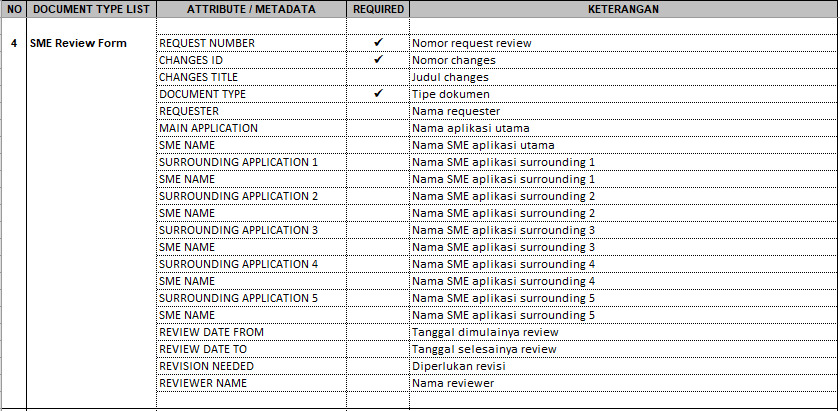 NO DOCUMENT TYPE LIST ATTRIBUTE / METADATA REQUIRED KETERANGAN
4 SME Review Form REQUEST NUMBER ✓ Nomor request review
CHANGES ID ✓ Nomor changes
CHANGES TITLE Judul changes
DOCUMENT TYPE ✓ Tipe dokumen
REQUESTER Nama requester
MAIN APPLICATION Nama aplikasi utama
SME NAME Nama SME aplikasi utama
SURROUNDING APPLICATION 1 Nama SME aplikasi surrounding 1
SME NAME Nama SME aplikasi surrounding 1
SURROUNDING APPLICATION 2 Nama SME aplikasi surrounding 2
SME NAME Nama SME aplikasi surrounding 2
SURROUNDING APPLICATION 3 Nama SME aplikasi surrounding 3
SME NAME Nama SME aplikasi surrounding 3
SURROUNDING APPLICATION 4 Nama SME aplikasi surrounding 4
SME NAME Nama SME aplikasi surrounding 4
SURROUNDING APPLICATION 5 Nama SME aplikasi surrounding 5
SME NAME Nama SME aplikasi surrounding 5
REVIEW DATE FROM Tanggal dimulainya review
REVIEW DATE TO Tanggal selesainya review
REVISION NEEDED Diperlukan revisi
REVIEWER NAME Nama reviewer